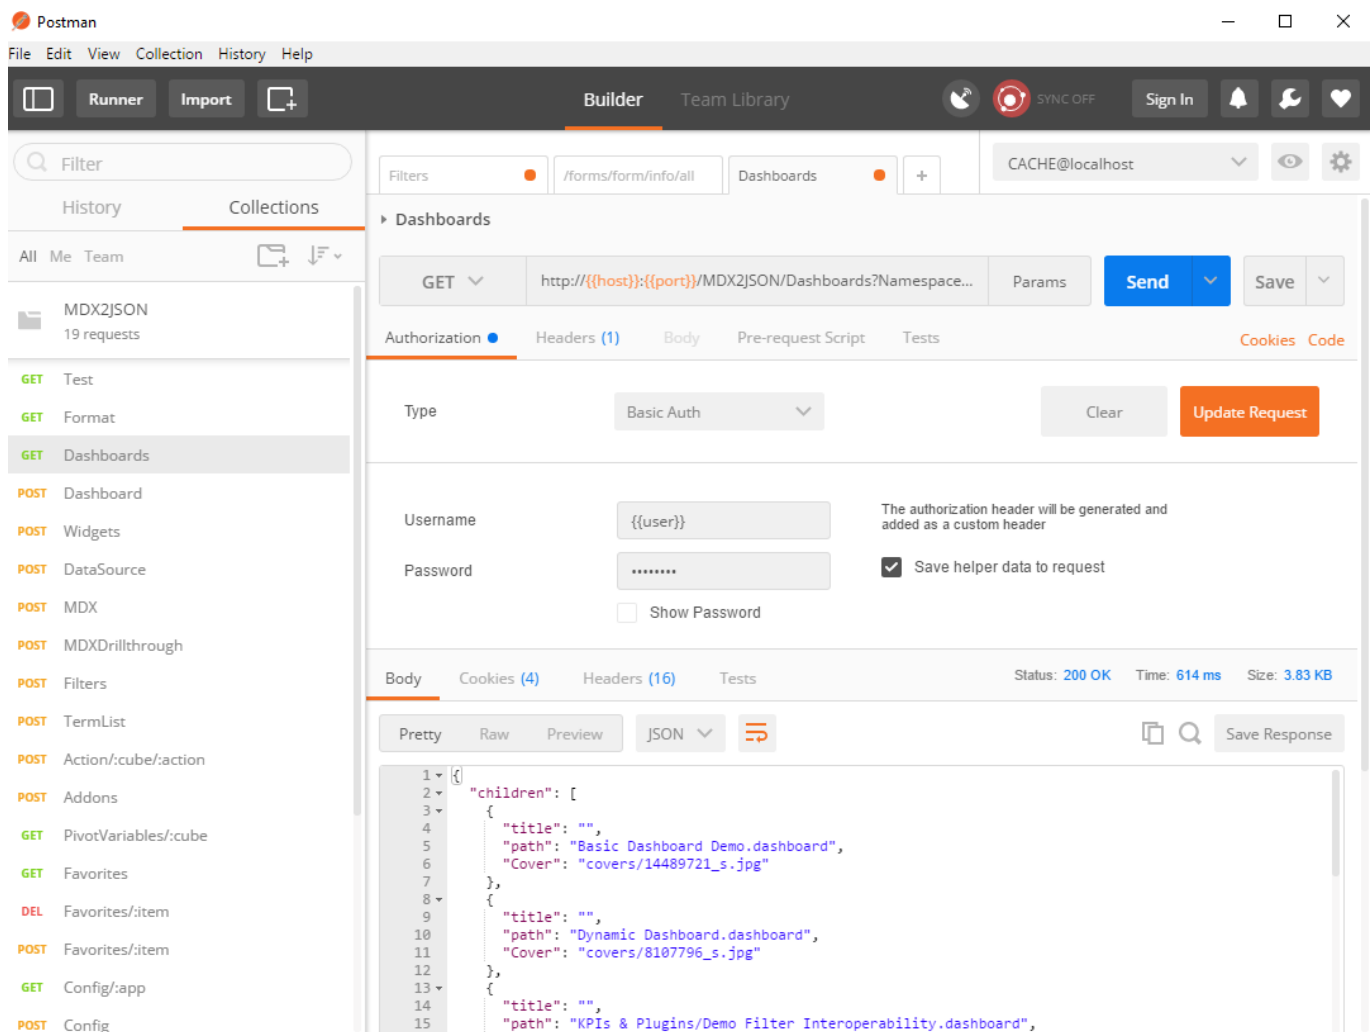 Postman
File Edit View Collection History Help
Runner Import Builder Team Library SYNC OFF Sign In
Filter
History Collections
All Me Team
MDX2JSON
19 requests
GET Test
GET Format
GET Dashboards
POST Dashboard
POST Widgets
POST DataSource
POST MDX
POST MDXDrillthrough
POST Filters
POST TermList
POST Action/:cube/:action
POST Addons
GET PivotVariables/:cube
GET Favorites
DEL Favorites/:item
POST Favorites/:item
GET Config/:app
POST Config
Filters /forms/form/info/all Dashboards + CACHE@localhost
Dashboards
GET http://{{host}}:{{port}}/MDX2JSON/Dashboards?Namespace... Params Send Save
Authorization Headers (1) Body Pre-request Script Tests Cookies Code
Type Basic Auth Clear Update Request
Username {{user}}
The authorization header will be generated and
added as a custom header
Password ••••••••
Save helper data to request
Show Password
Body Cookies (4) Headers (16) Tests Status: 200 OK Time: 614 ms Size: 3.83 KB
Pretty Raw Preview JSON Save Response
1 {
2 "children": [
3 {
4 "title": "",
5 "path": "Basic Dashboard Demo.dashboard",
6 "Cover": "covers/14489721_s.jpg"
7 },
8 {
9 "title": "",
10 "path": "Dynamic Dashboard.dashboard",
11 "Cover": "covers/8107796_s.jpg"
12 },
13 {
14 "title": "",
15 "path": "KPIs & Plugins/Demo Filter Interoperability.dashboard",